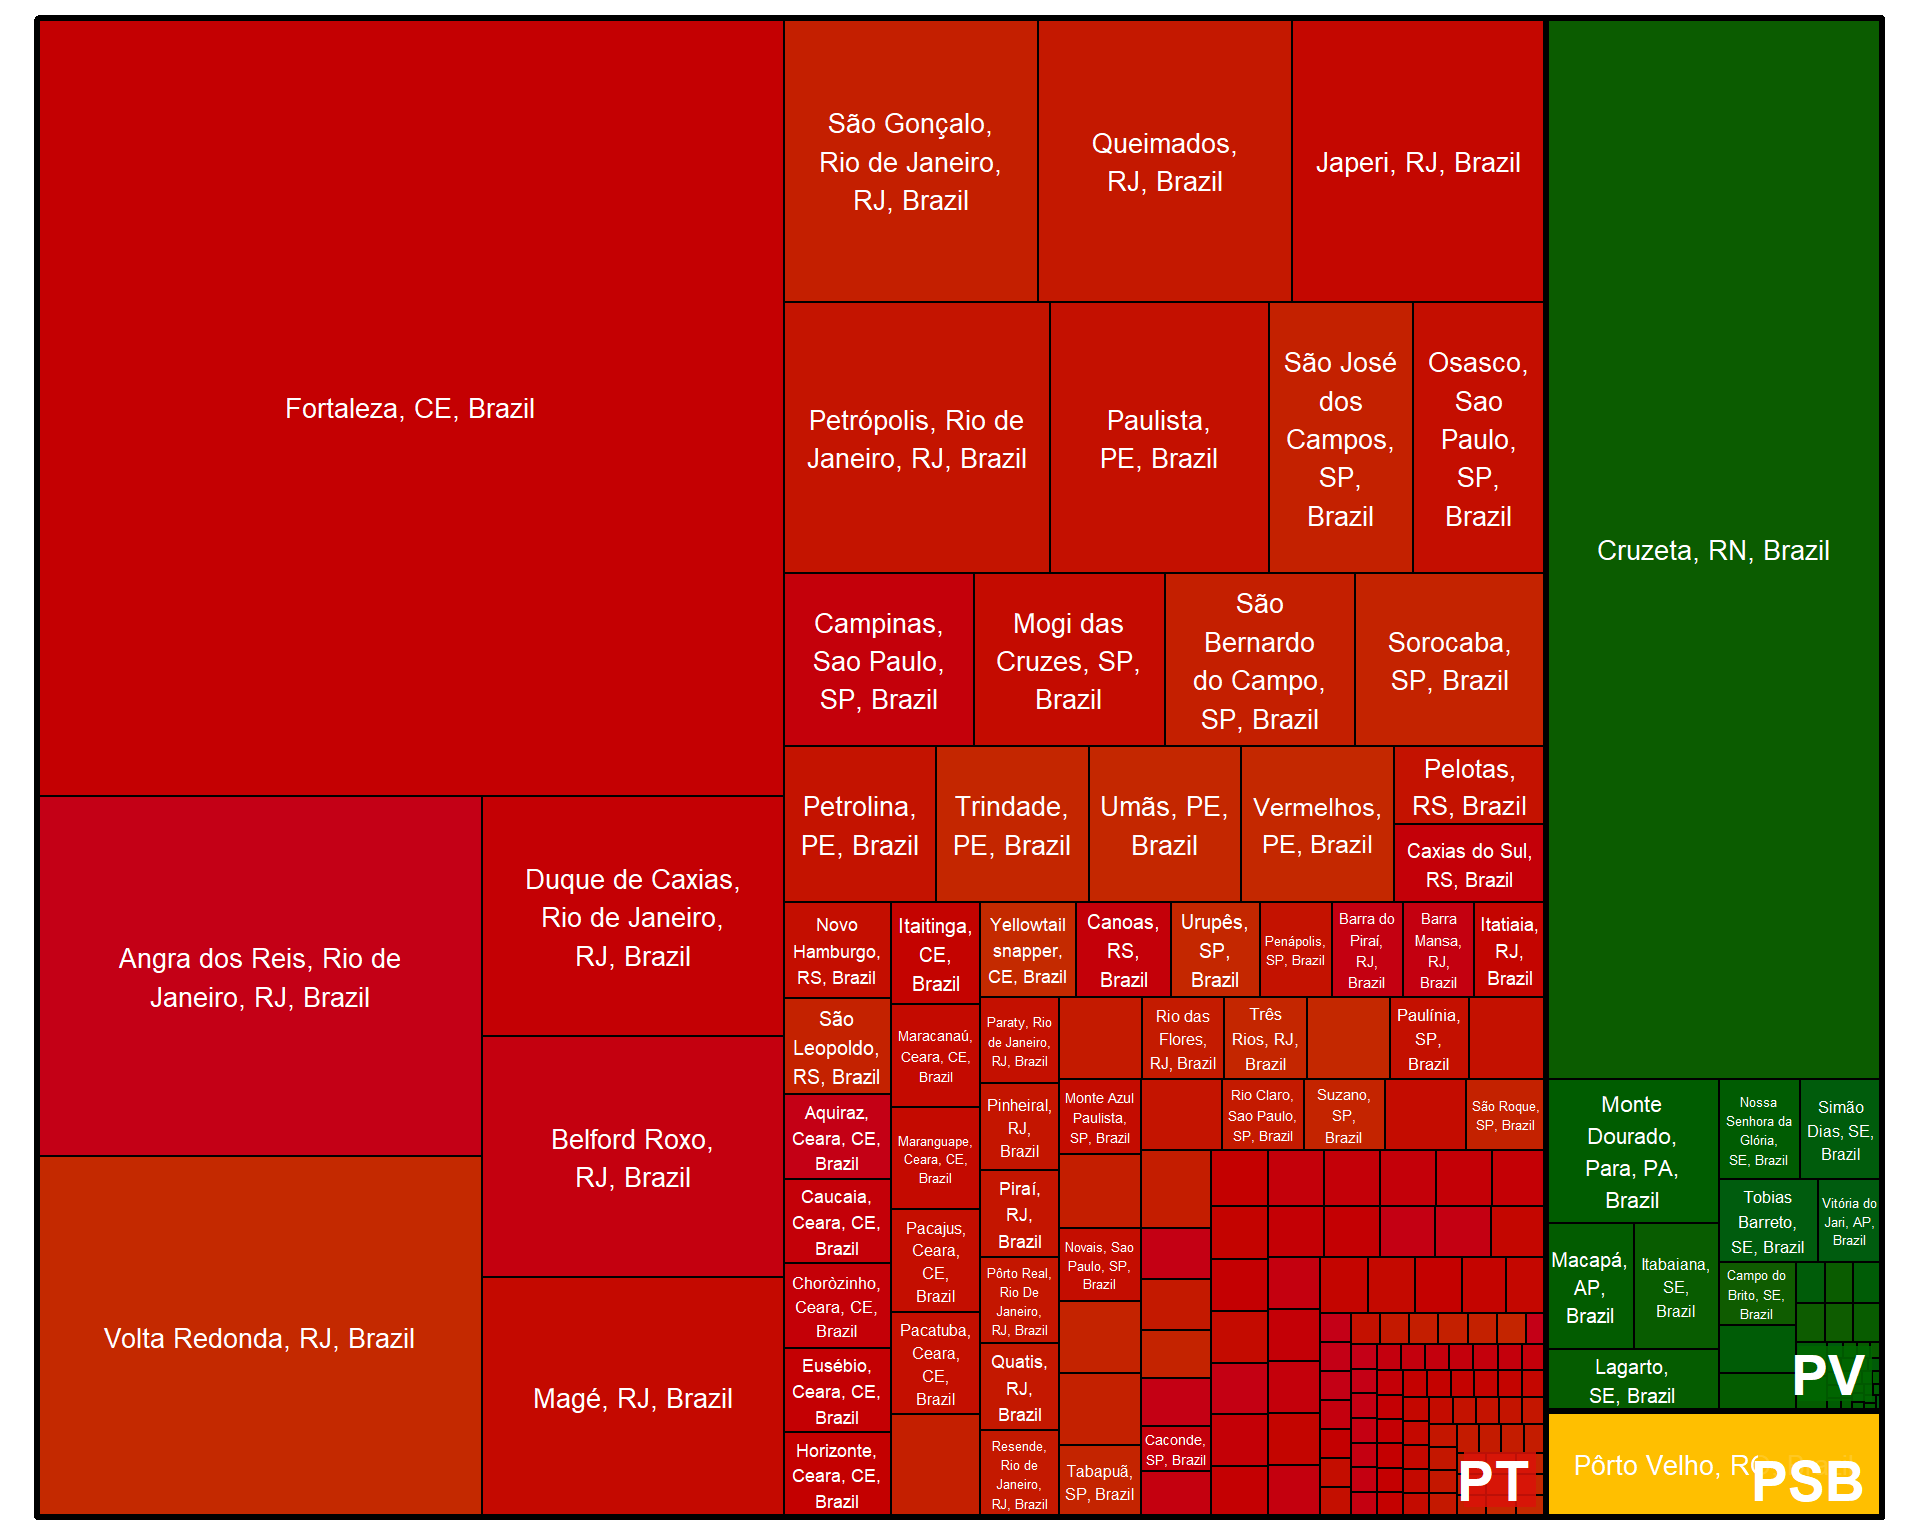 Fortaleza, CE, Brazil
Angra dos Reis, Rio de
Janeiro, RJ, Brazil
Volta Redonda, RJ, Brazil
Duque de Caxias,
Rio de Janeiro,
RJ, Brazil
Belford Roxo,
RJ, Brazil
Magé, RJ, Brazil
São Gonçalo,
Rio de Janeiro,
RJ, Brazil
Queimados,
RJ, Brazil
Japeri, RJ, Brazil
Petrópolis, Rio de
Janeiro, RJ, Brazil
Paulista,
PE, Brazil
São José
dos
Campos,
SP,
Brazil
Osasco,
Sao
Paulo,
SP,
Brazil
Campinas,
Sao Paulo,
SP, Brazil
Mogi das
Cruzes, SP,
Brazil
São
Bernardo
do Campo,
SP, Brazil
Sorocaba,
SP, Brazil
Petrolina,
PE, Brazil
Trindade,
PE, Brazil
Umãs, PE,
Brazil
Vermelhos,
PE, Brazil
Pelotas,
RS, Brazil
Caxias do Sul,
RS, Brazil
Novo
Hamburgo,
RS, Brazil
São
Leopoldo,
RS, Brazil
Aquiraz,
Ceara, CE,
Brazil
Caucaia,
Ceara, CE,
Brazil
Choròzinho,
Ceara, CE,
Brazil
Eusébio,
Ceara, CE,
Brazil
Horizonte,
Ceara, CE,
Brazil
Itaitinga,
CE,
Brazil
Maracanaú,
Ceara, CE,
Brazil
Maranguape,
Ceara, CE,
Brazil
Pacajus,
Ceara,
CE,
Brazil
Pacatuba,
Ceara,
CE,
Brazil
Yellowtail
snapper,
CE, Brazil
Canoas,
RS,
Brazil
Urupês,
SP,
Brazil
Penápolis,
SP, Brazil
Barra do
Piraí,
RJ,
Brazil
Barra
Mansa,
RJ,
Brazil
Itatiaia,
RJ,
Brazil
Paraty, Rio
de Janeiro,
RJ, Brazil
Pinheiral,
RJ,
Brazil
Piraí,
RJ,
Brazil
Pôrto Real,
Rio De
Janeiro,
RJ, Brazil
Quatis,
RJ,
Brazil
Resende,
Rio de
Janeiro,
RJ, Brazil
Rio das
Flores,
RJ, Brazil
Três
Rios, RJ,
Brazil
Paulínia,
SP,
Brazil
Monte Azul
Paulista,
SP, Brazil
Rio Claro,
Sao Paulo,
SP, Brazil
Suzano,
SP,
Brazil
São Roque,
SP, Brazil
Novais, Sao
Paulo, SP,
Brazil
Tabapuã,
SP, Brazil
Caconde,
SP, Brazil
PT
Cruzeta, RN, Brazil
Monte
Dourado,
Para, PA,
Brazil
Nossa
Senhora da
Glória,
SE, Brazil
Simão
Dias, SE,
Brazil
Tobias
Barreto,
SE, Brazil
Vitória do
Jari, AP,
Brazil
Macapá,
AP,
Brazil
Itabaiana,
SE,
Brazil
Campo do
Brito, SE,
Brazil
Lagarto,
SE, Brazil
PV
Pôrto Velho,
PSB